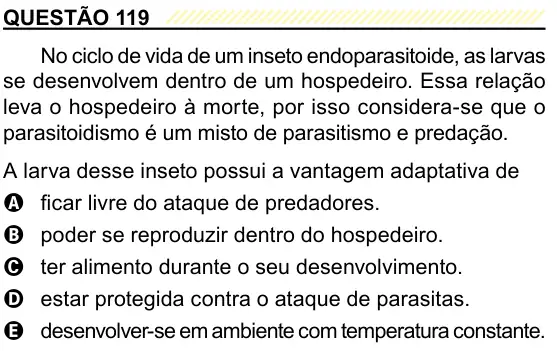 QUESTÃO 119
No ciclo de vida de um inseto endoparasitoide, as larvas
se desenvolvem dentro de um hospedeiro. Essa relação
leva o hospedeiro à morte, por isso considera-se que o
parasitoidismo é um misto de parasitismo e predação.
A larva desse inseto possui a vantagem adaptativa de
A ficar livre do ataque de predadores.
B poder se reproduzir dentro do hospedeiro.
C ter alimento durante o seu desenvolvimento.
D estar protegida contra o ataque de parasitas.
E desenvolver-se em ambiente com temperatura constante.